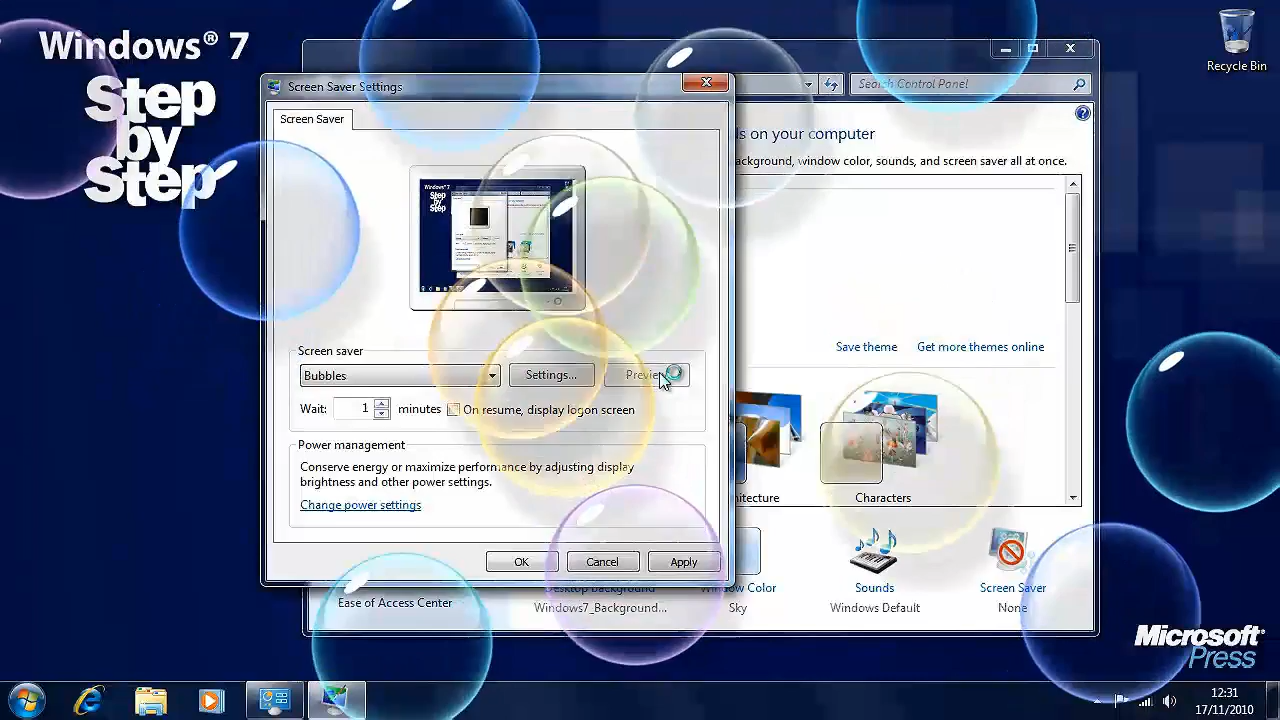 Windows® 7
Step
by
Step
Recycle Bin
Screen Saver Settings
Search Control Panel
Screen Saver
ls on your computer
ackground, window color, sounds, and screen saver all at once.
Save theme
Get more themes online
Screen saver
Bubbles
Settings...
Preview
Wait: 1 minutes
On resume, display logon screen
Power management
Conserve energy or maximize performance by adjusting display
brightness and other power settings.
Change power settings
itecture
Characters
OK
Cancel
Apply
Ease of Access Center
Desktop Background
Windows7_Background...
Window Color
Sky
Sounds
Windows Default
Screen Saver
None
Microsoft®
Press
12:31
17/11/2010